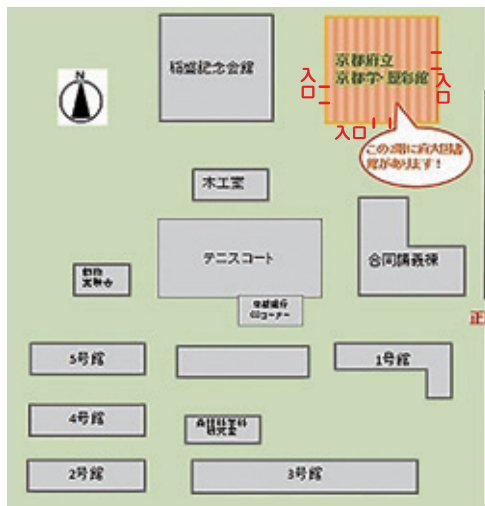 N
稲盛記念会館
京都府立
京都学・歴彩館
入口
入口
入口
この2階に府大図書
館があります！
木工室
テニスコート
合同講義棟
正
5号館
1号館
4号館
2号館
3号館